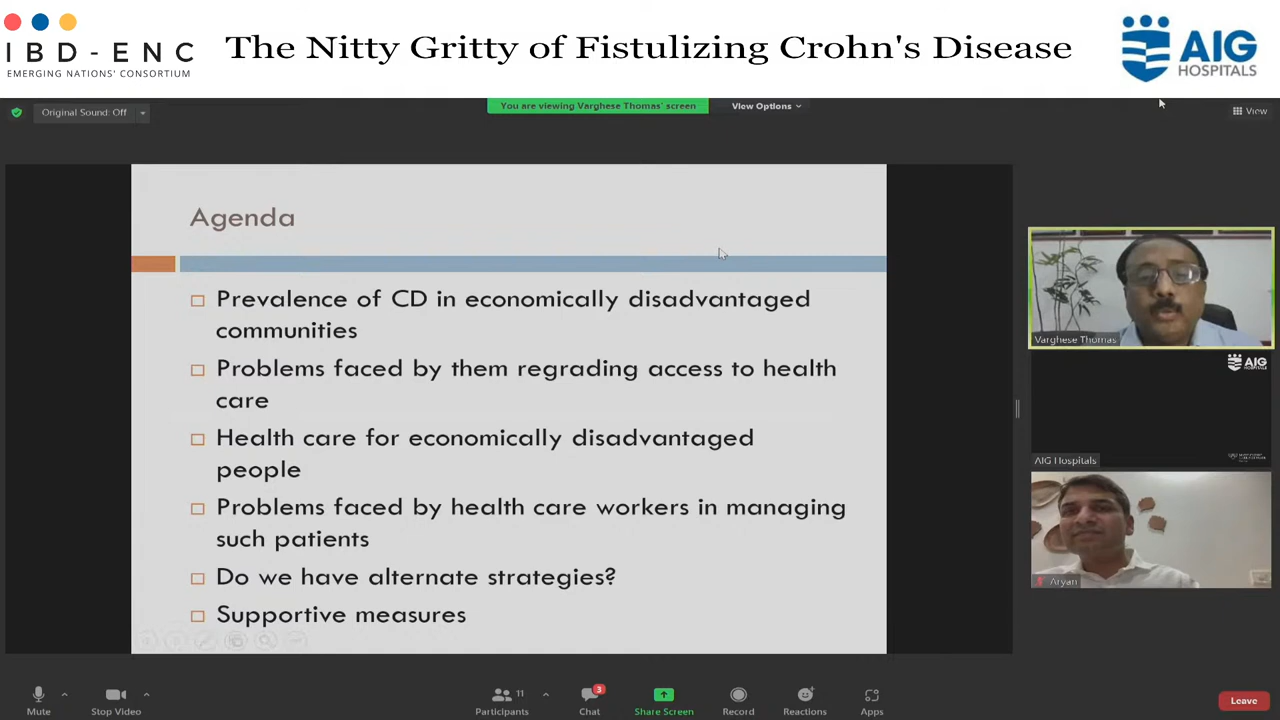 IBD-ENC
EMERGING NATIONS' CONSORTIUM
The Nitty Gritty of Fistulizing Crohn's Disease
AIG
HOSPITALS
Original Sound: Off
You are viewing Varghese Thomas' screen
View Options
View
Agenda
Prevalence of CD in economically disadvantaged
communities
Problems faced by them regrading access to health
care
Health care for economically disadvantaged
people
Problems faced by health care workers in managing
such patients
Do we have alternate strategies?
Supportive measures
Varghese Thomas
AIG
HOSPITALS
AIG Hospitals
Aryan
Mute
Stop Video
11
Participants
3
Chat
Share Screen
Record
Reactions
Apps
Leave